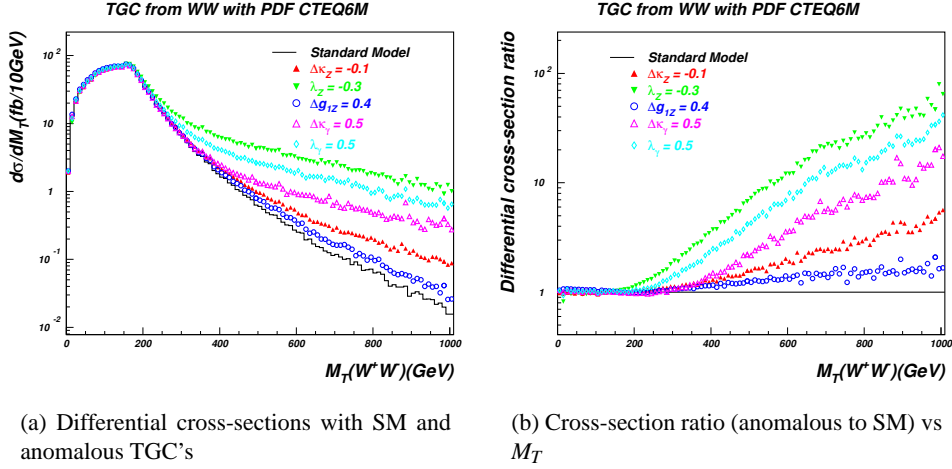 TGC from WW with PDF CTEQ6M
dσ/dM_T(fb/10GeV)
10²
10
1
10⁻¹
10⁻²
Standard Model
Δκ_Z = -0.1
λ_Z = -0.3
Δg_1Z = 0.4
Δκ_γ = 0.5
λ_γ = 0.5
0 200 400 600 800 1000
M_T(W⁺W⁻)(GeV)
(a) Differential cross-sections with SM and
anomalous TGC's
TGC from WW with PDF CTEQ6M
Differential cross-section ratio
10²
10
1
Standard Model
Δκ_Z = -0.1
λ_Z = -0.3
Δg_1Z = 0.4
Δκ_γ = 0.5
λ_γ = 0.5
0 200 400 600 800 1000
M_T(W⁺W⁻)(GeV)
(b) Cross-section ratio (anomalous to SM) vs
M_T